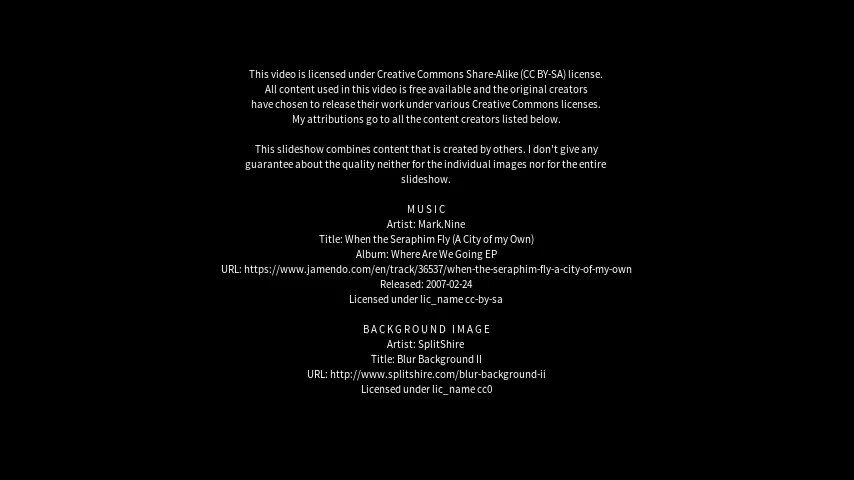 This video is licensed under Creative Commons Share-Alike (CC BY-SA) license.
All content used in this video is free available and the original creators
have chosen to release their work under various Creative Commons licenses.
My attributions go to all the content creators listed below.
This slideshow combines content that is created by others. I don't give any
guarantee about the quality neither for the individual images nor for the entire
slideshow.
MUSIC
Artist: Mark.Nine
Title: When the Seraphim Fly (A City of my Own)
Album: Where Are We Going EP
URL: https://www.jamendo.com/en/track/36537/when-the-seraphim-fly-a-city-of-my-own
Released: 2007-02-24
Licensed under lic_name cc-by-sa
BACKGROUND IMAGE
Artist: SplitShire
Title: Blur Background II
URL: http://www.splitshire.com/blur-background-ii
Licensed under lic_name cc0